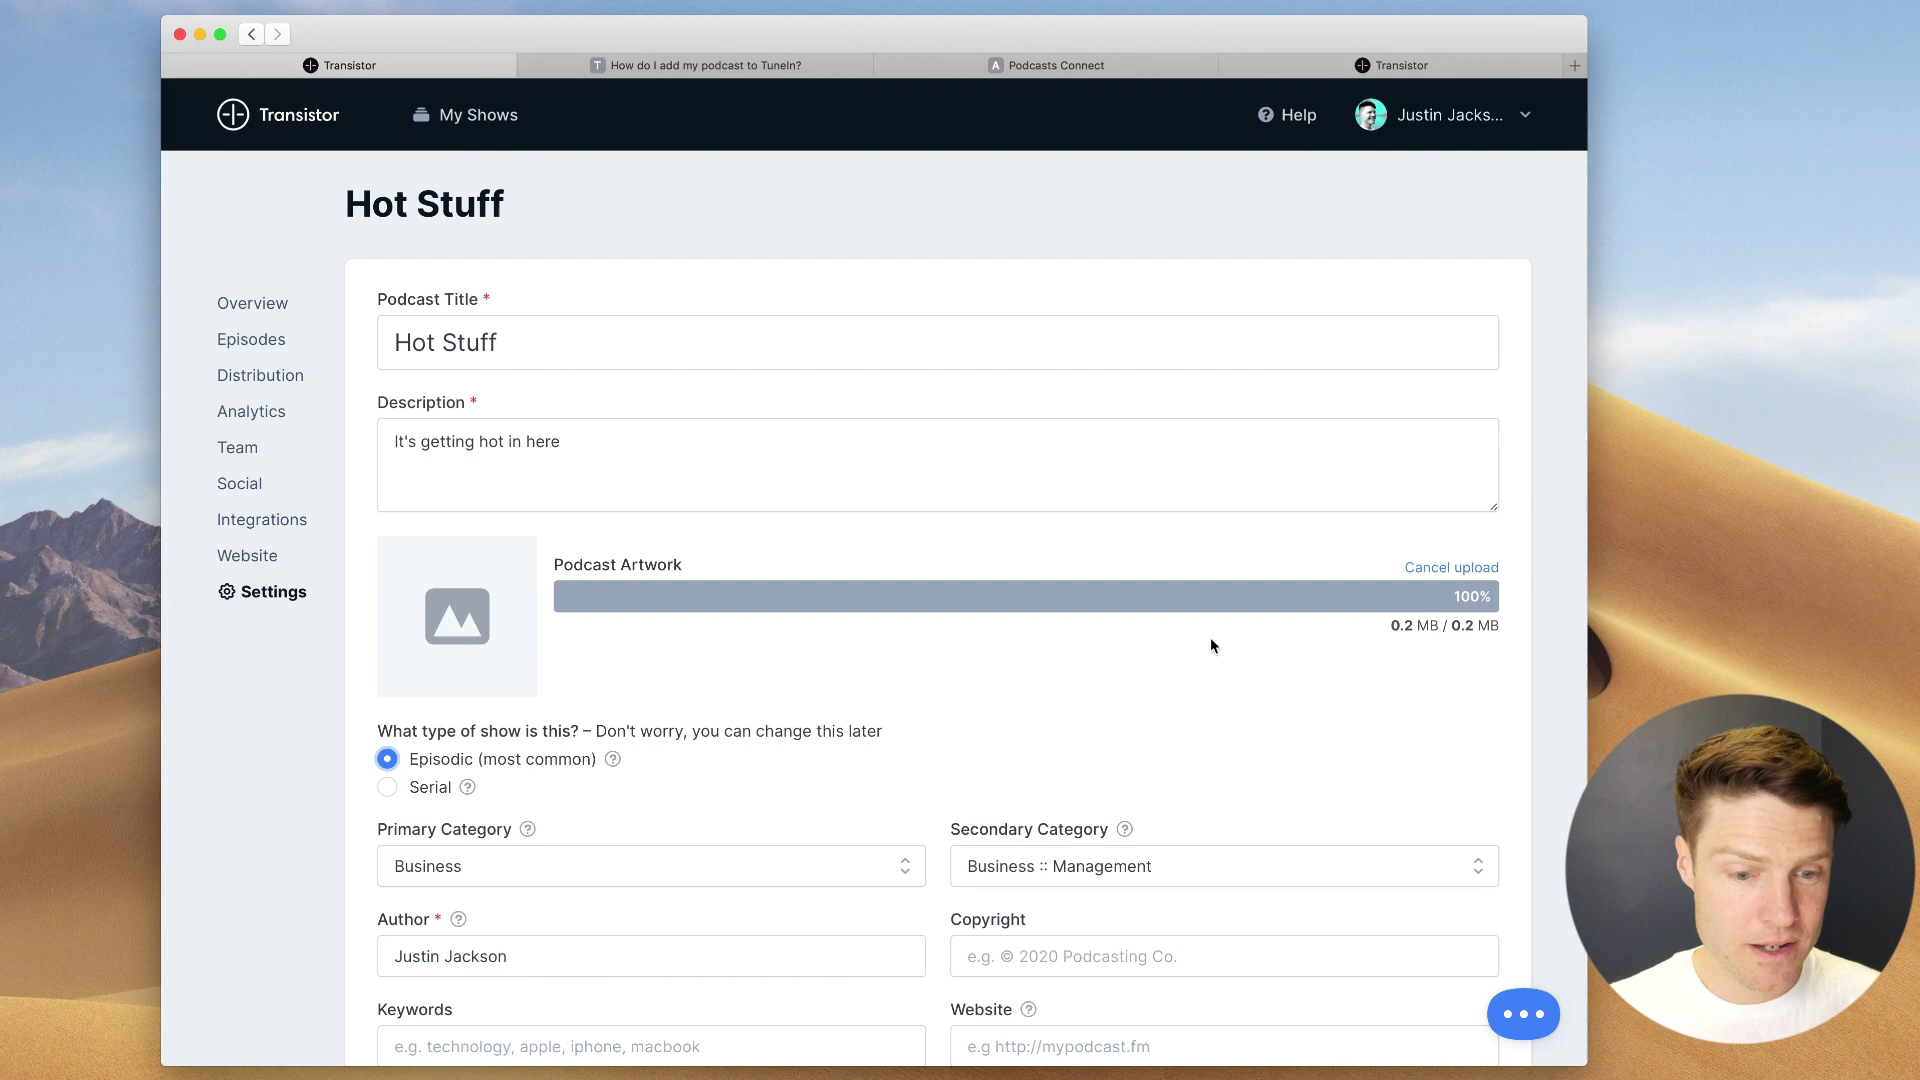 Transistor
How do I add my podcast to TuneIn?
Podcasts Connect
Transistor
Transistor
My Shows
Help
Justin Jacks...
Hot Stuff
Overview
Episodes
Distribution
Analytics
Team
Social
Integrations
Website
Settings
Podcast Title *
Hot Stuff
Description *
It's getting hot in here
Podcast Artwork
Cancel upload
100%
0.2 MB / 0.2 MB
What type of show is this? – Don't worry, you can change this later
Episodic (most common)
Serial
Primary Category
Secondary Category
Business
Business :: Management
Author *
Copyright
Justin Jackson
e.g. © 2020 Podcasting Co.
Keywords
Website
e.g. technology, apple, iphone, macbook
e.g http://mypodcast.fm